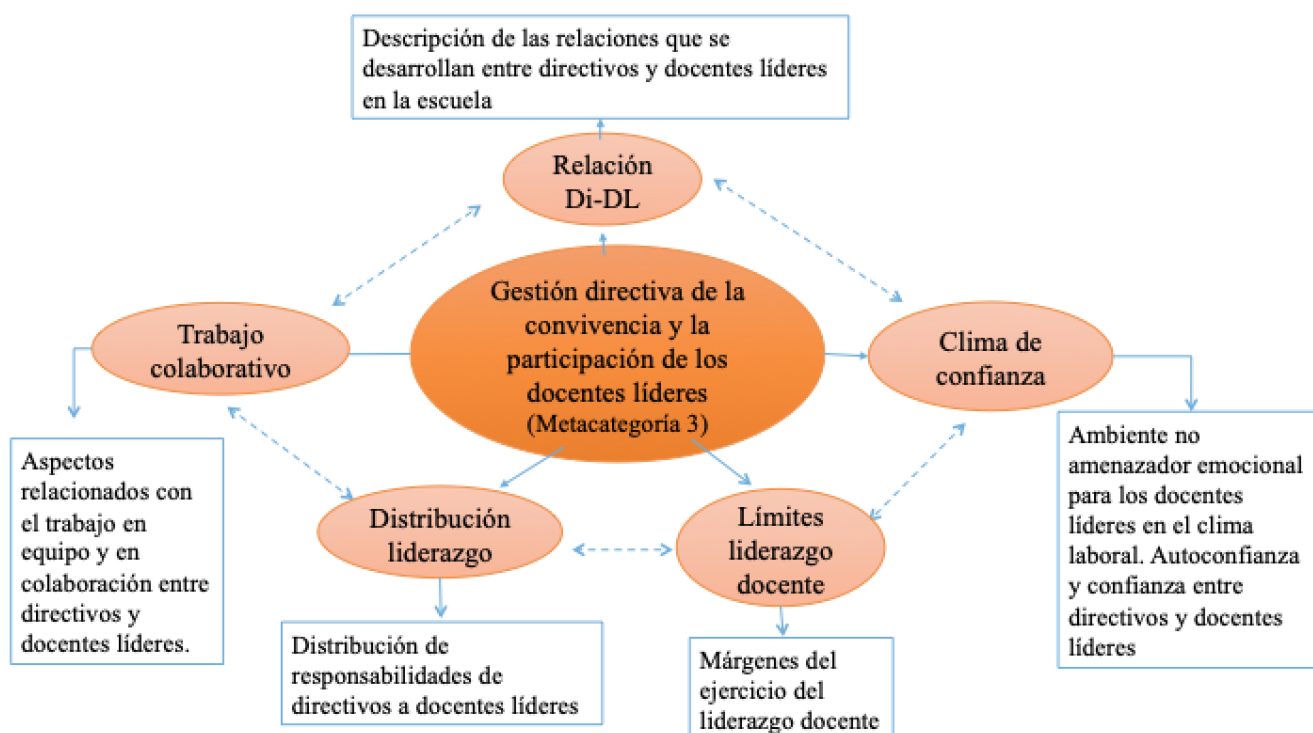 Descripción de las relaciones que se
desarrollan entre directivos y docentes líderes
en la escuela
Relación
Di-DL
Gestión directiva de la
convivencia y la
participación de los
docentes líderes
(Metacategoría 3)
Trabajo
colaborativo
Clima de
confianza
Aspectos
relacionados con
el trabajo en
equipo y en
colaboración entre
directivos y
docentes líderes.
Distribución
liderazgo
Límites
liderazgo
docente
Ambiente no
amenazador emocional
para los docentes
líderes en el clima
laboral. Autoconfianza
y confianza entre
directivos y docentes
líderes
Distribución de
responsabilidades de
directivos a docentes líderes
Márgenes del
ejercicio del
liderazgo docente